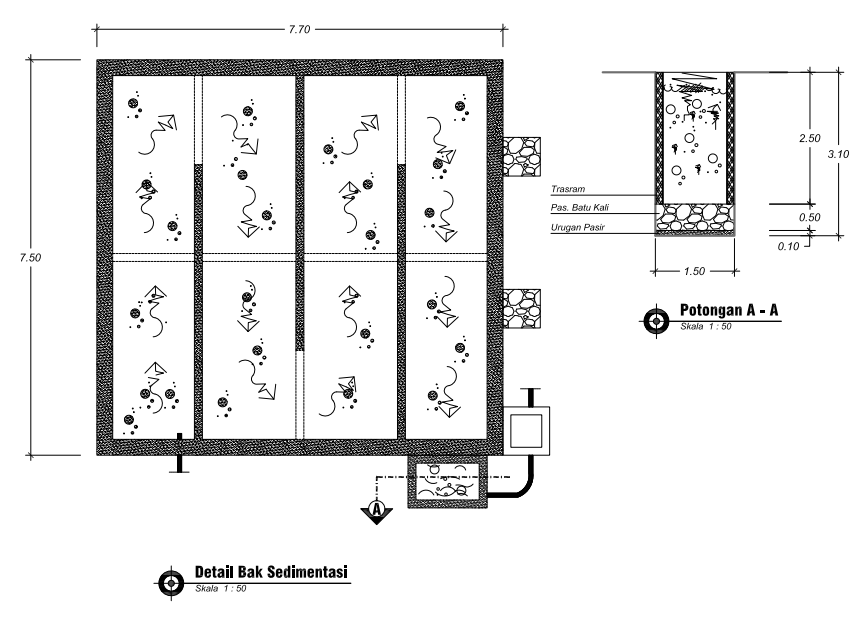 7.70
7.50
2.50
3.10
Trasram
Pas. Batu Kali
Urugan Pasir
0.50
0.10
1.50
Potongan A - A
Skala 1 : 50
A
Detail Bak Sedimentasi
Skala 1 : 50